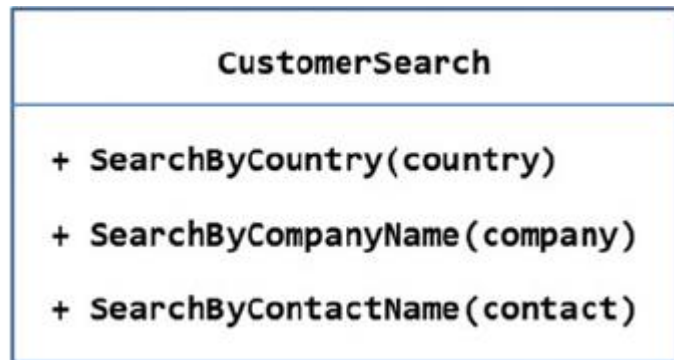 CustomerSearch
+ SearchByCountry(country)
+ SearchByCompanyName(company)
+ SearchByContactName(contact)